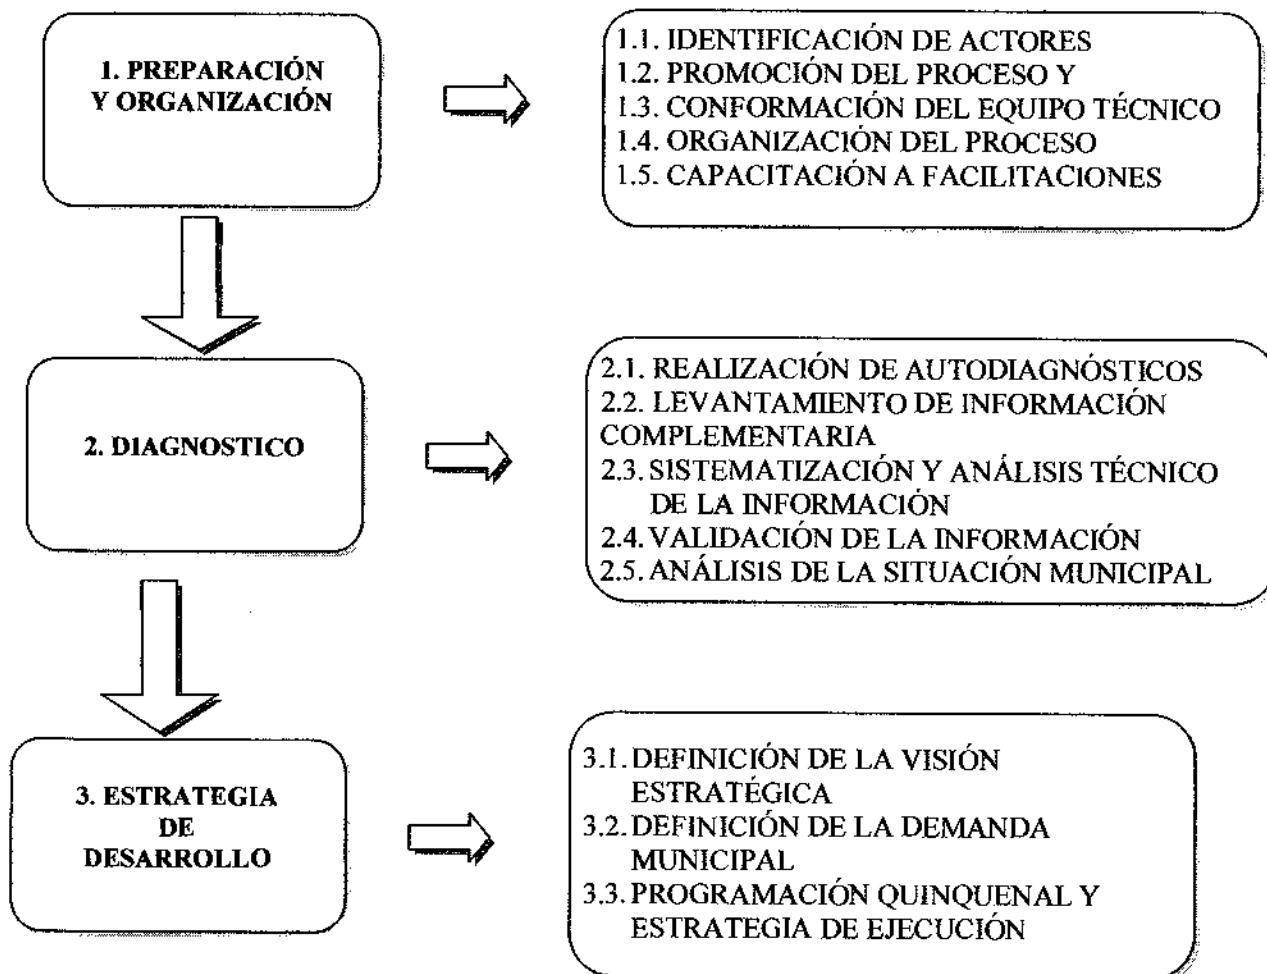 1. PREPARACIÓN
Y ORGANIZACIÓN
1.1. IDENTIFICACIÓN DE ACTORES
1.2. PROMOCIÓN DEL PROCESO Y
1.3. CONFORMACIÓN DEL EQUIPO TÉCNICO
1.4. ORGANIZACIÓN DEL PROCESO
1.5. CAPACITACIÓN A FACILITACIONES
2. DIAGNOSTICO
2.1. REALIZACIÓN DE AUTODIAGNÓSTICOS
2.2. LEVANTAMIENTO DE INFORMACIÓN
COMPLEMENTARIA
2.3. SISTEMATIZACIÓN Y ANÁLISIS TÉCNICO
DE LA INFORMACIÓN
2.4. VALIDACIÓN DE LA INFORMACIÓN
2.5. ANÁLISIS DE LA SITUACIÓN MUNICIPAL
3. ESTRATEGIA
DE
DESARROLLO
3.1. DEFINICIÓN DE LA VISIÓN
ESTRATÉGICA
3.2. DEFINICIÓN DE LA DEMANDA
MUNICIPAL
3.3. PROGRAMACIÓN QUINQUENAL Y
ESTRATEGIA DE EJECUCIÓN